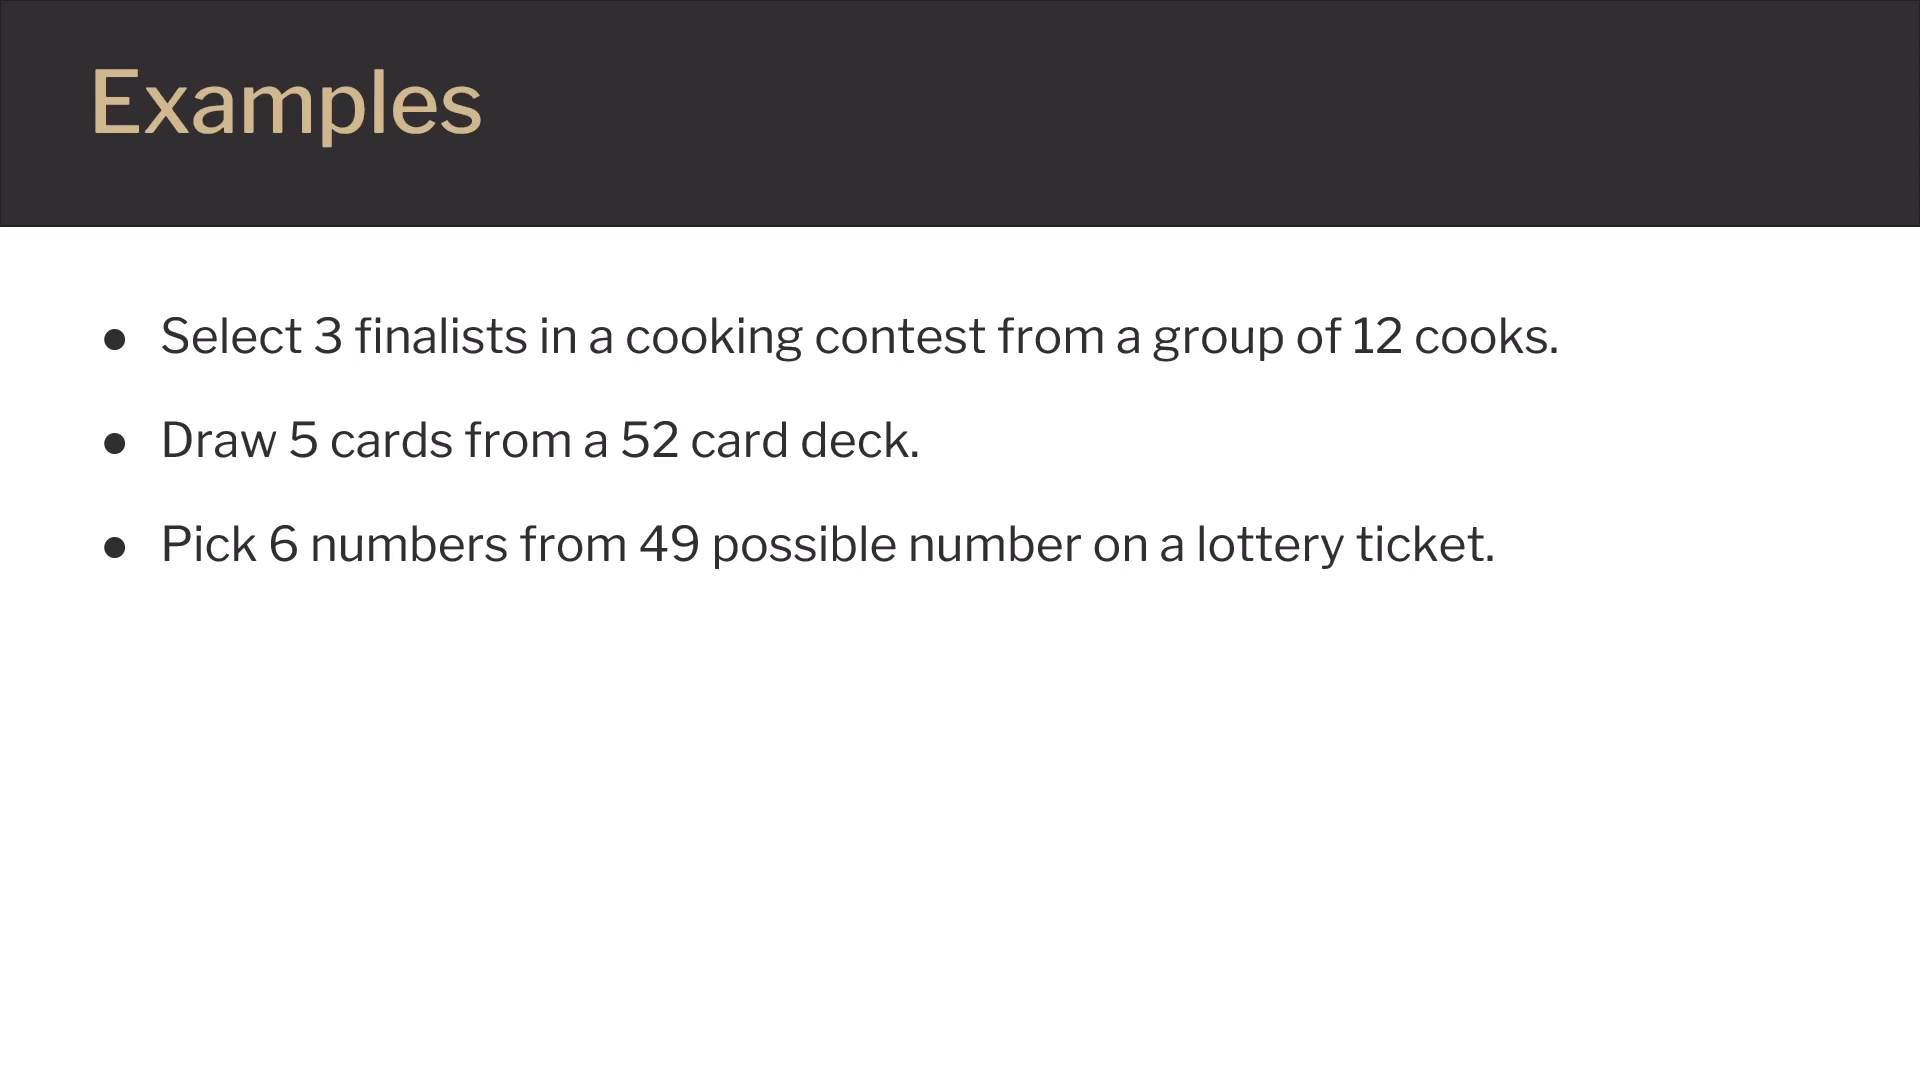 Examples
● Select 3 finalists in a cooking contest from a group of 12 cooks.
● Draw 5 cards from a 52 card deck.
● Pick 6 numbers from 49 possible number on a lottery ticket.